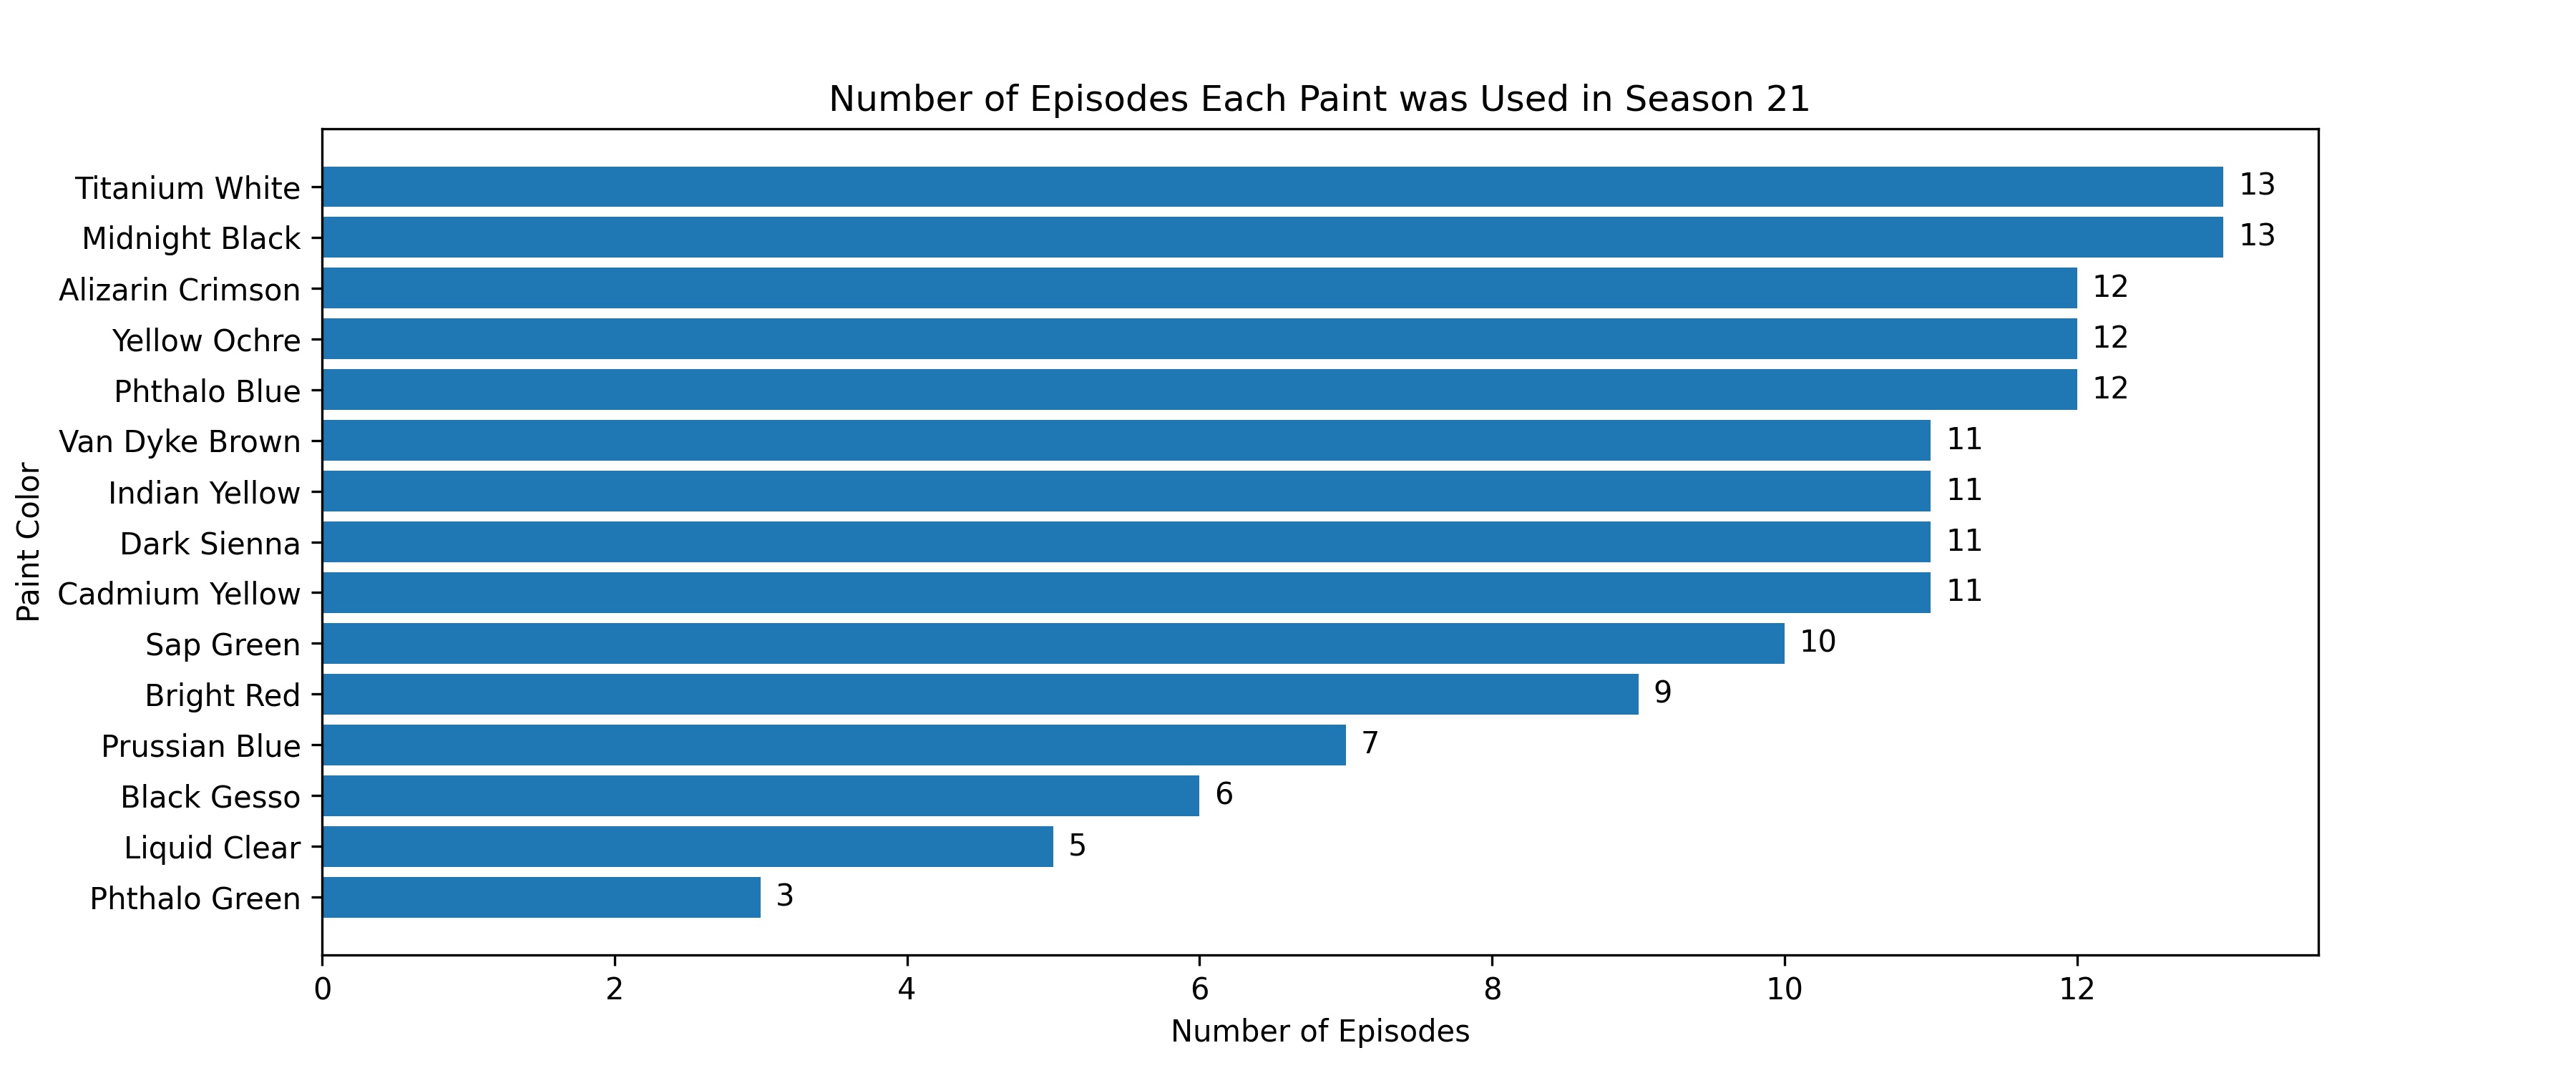 Number of Episodes Each Paint was Used in Season 21
Paint Color
Titanium White 13
Midnight Black 13
Alizarin Crimson 12
Yellow Ochre 12
Phthalo Blue 12
Van Dyke Brown 11
Indian Yellow 11
Dark Sienna 11
Cadmium Yellow 11
Sap Green 10
Bright Red 9
Prussian Blue 7
Black Gesso 6
Liquid Clear 5
Phthalo Green 3
0 2 4 6 8 10 12
Number of Episodes